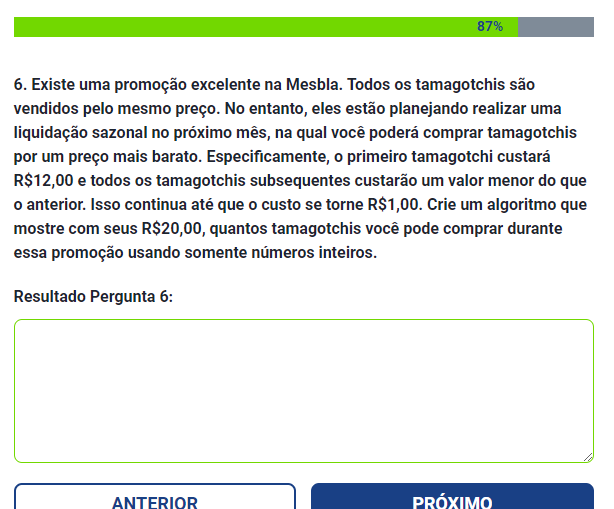 87%
6. Existe uma promoção excelente na Mesbla. Todos os tamagotchis são
vendidos pelo mesmo preço. No entanto, eles estão planejando realizar uma
liquidação sazonal no próximo mês, na qual você poderá comprar tamagotchis
por um preço mais barato. Especificamente, o primeiro tamagotchi custará
R$12,00 e todos os tamagotchis subsequentes custarão um valor menor do que
o anterior. Isso continua até que o custo se torne R$1,00. Crie um algoritmo que
mostre com seus R$20,00, quantos tamagotchis você pode comprar durante
essa promoção usando somente números inteiros.
Resultado Pergunta 6:
ANTERIOR
PRÓXIMO